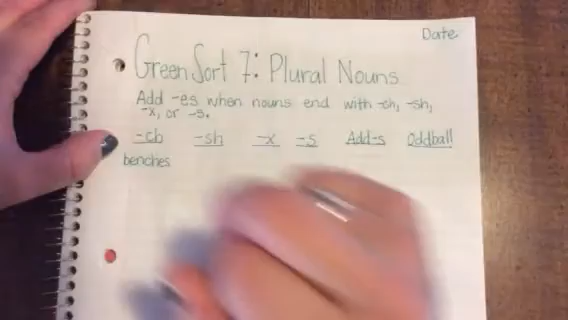 Date
Green Sort 7: Plural Nouns
Add -es when nouns end with -ch, -sh,
-x, or -s.
-ch -sh -x -s Add-s Oddball
benches